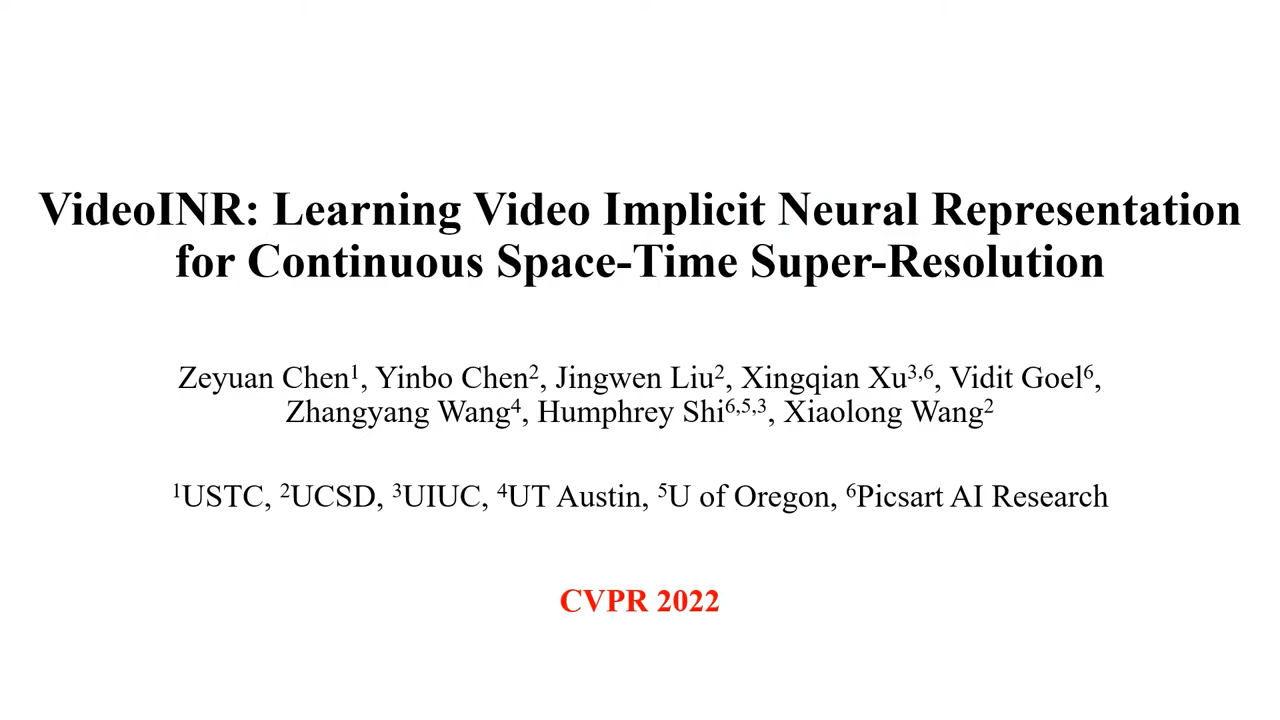 VideoINR: Learning Video Implicit Neural Representation
for Continuous Space-Time Super-Resolution
Zeyuan Chen¹, Yinbo Chen², Jingwen Liu², Xingqian Xu³,⁶, Vidit Goel⁶,
Zhangyang Wang⁴, Humphrey Shi⁶,⁵,³, Xiaolong Wang²
¹USTC, ²UCSD, ³UIUC, ⁴UT Austin, ⁵U of Oregon, ⁶Picsart AI Research
CVPR 2022